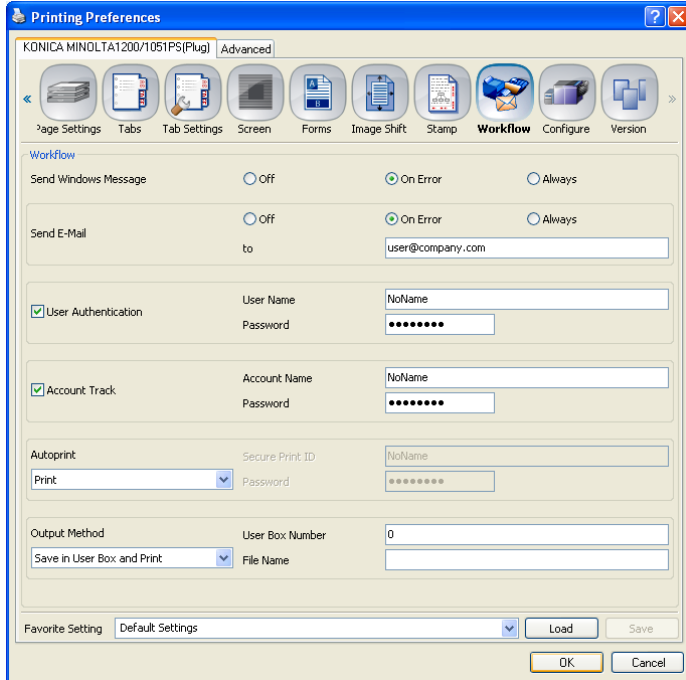 Printing Preferences
KONICA MINOLTA1200/1051PS(Plug) Advanced
Page Settings Tabs Tab Settings Screen Forms Image Shift Stamp Workflow Configure Version
Workflow
Send Windows Message Off On Error Always
Off On Error Always
Send E-Mail
to user@company.com
User Name NoName
User Authentication
Password ●●●●●●●●
Account Name NoName
Account Track
Password ●●●●●●●●
Autoprint Secure Print ID NoName
Print Password ●●●●●●●●
Output Method User Box Number 0
Save in User Box and Print File Name
Favorite Setting Default Settings Load Save
OK Cancel